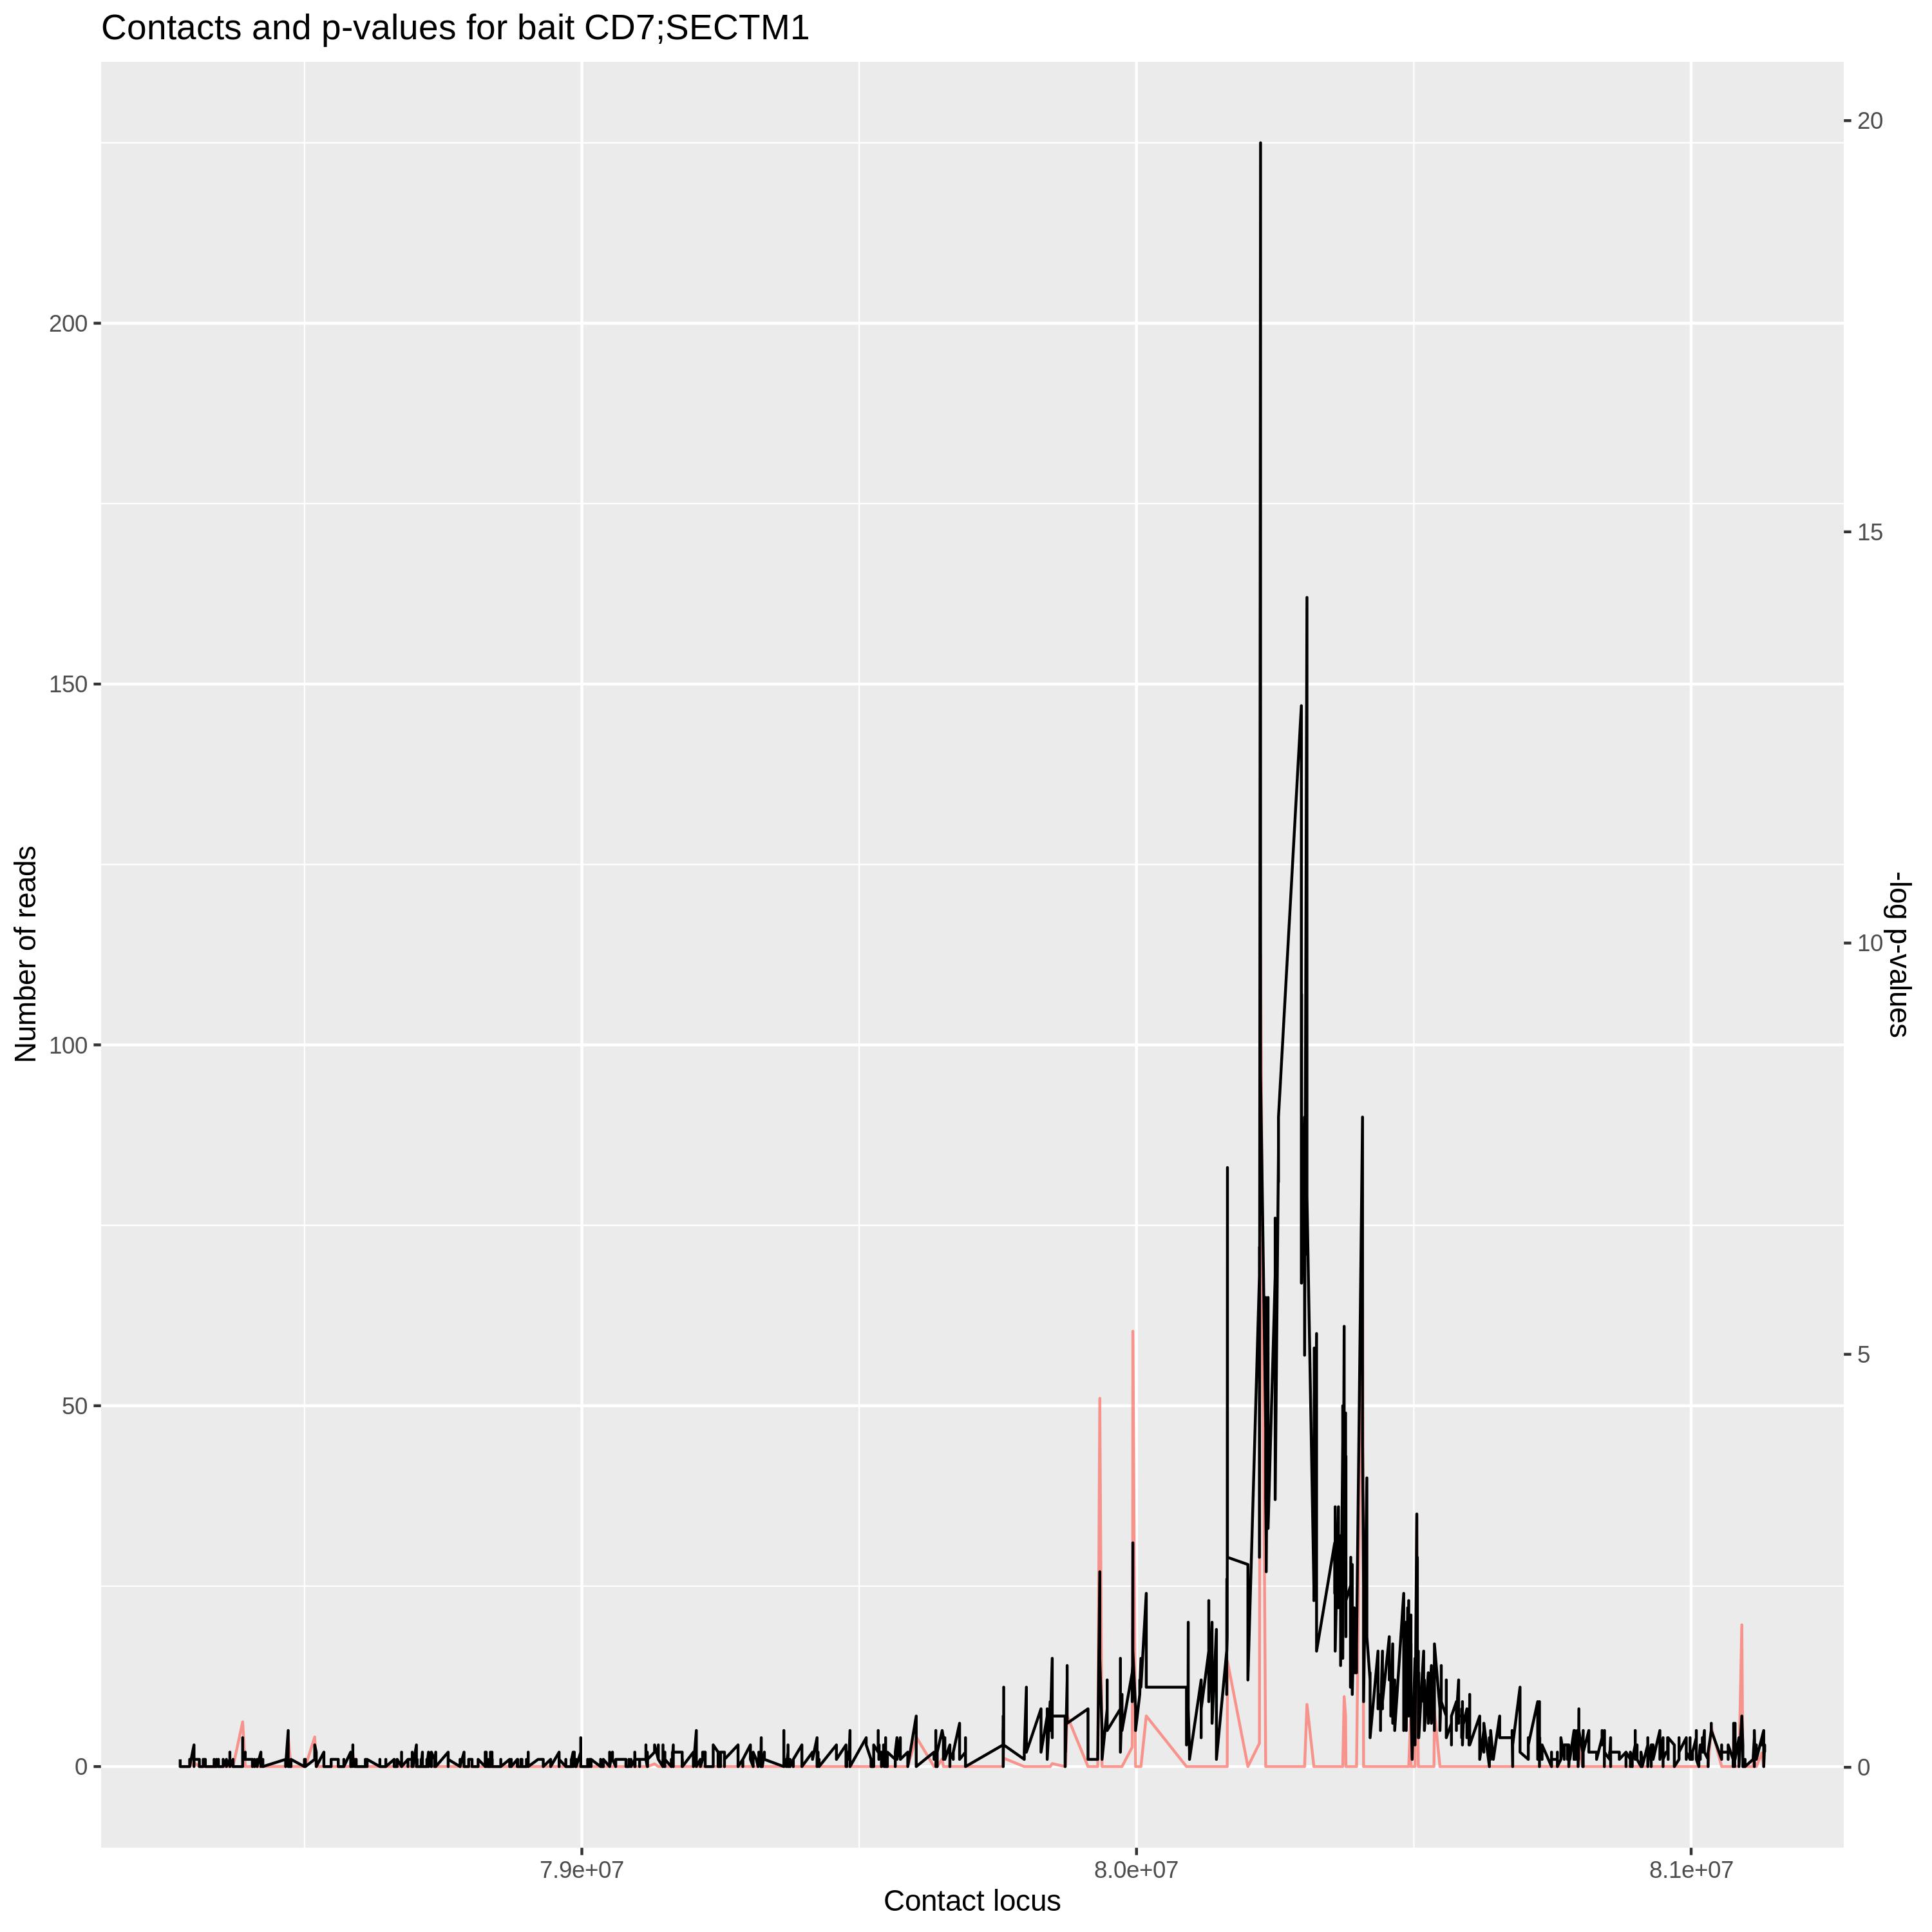 Contacts and p-values for bait CD7;SECTM1
Number of reads
200
150
100
50
0
20
15
10
5
0
-log p-values
7.9e+07
8.0e+07
8.1e+07
Contact locus